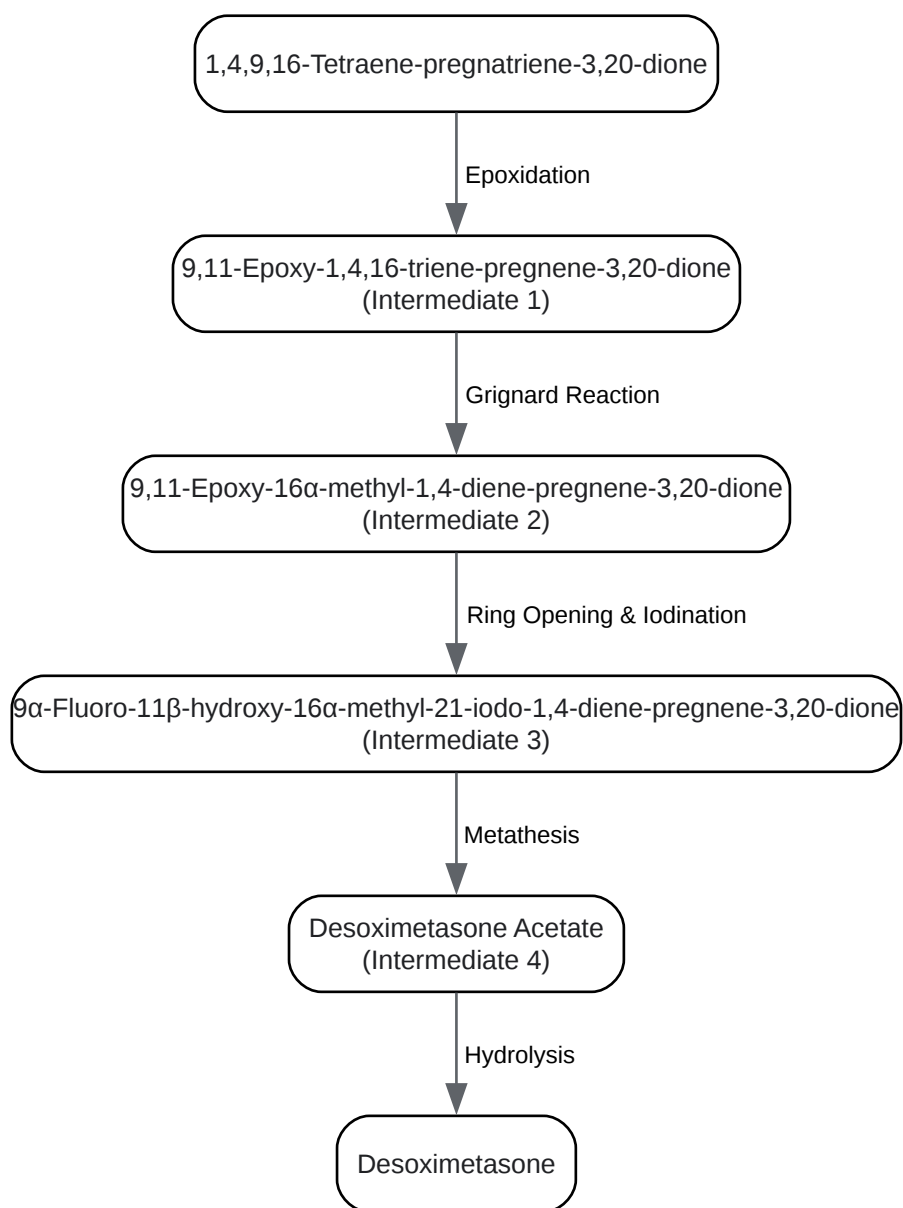 1,4,9,16-Tetraene-pregnatriene-3,20-dione
Epoxidation
9,11-Epoxy-1,4,16-triene-pregnene-3,20-dione
(Intermediate 1)
Grignard Reaction
9,11-Epoxy-16α-methyl-1,4-diene-pregnene-3,20-dione
(Intermediate 2)
Ring Opening & Iodination
9α-Fluoro-11β-hydroxy-16α-methyl-21-iodo-1,4-diene-pregnene-3,20-dione
(Intermediate 3)
Metathesis
Desoximetasone Acetate
(Intermediate 4)
Hydrolysis
Desoximetasone